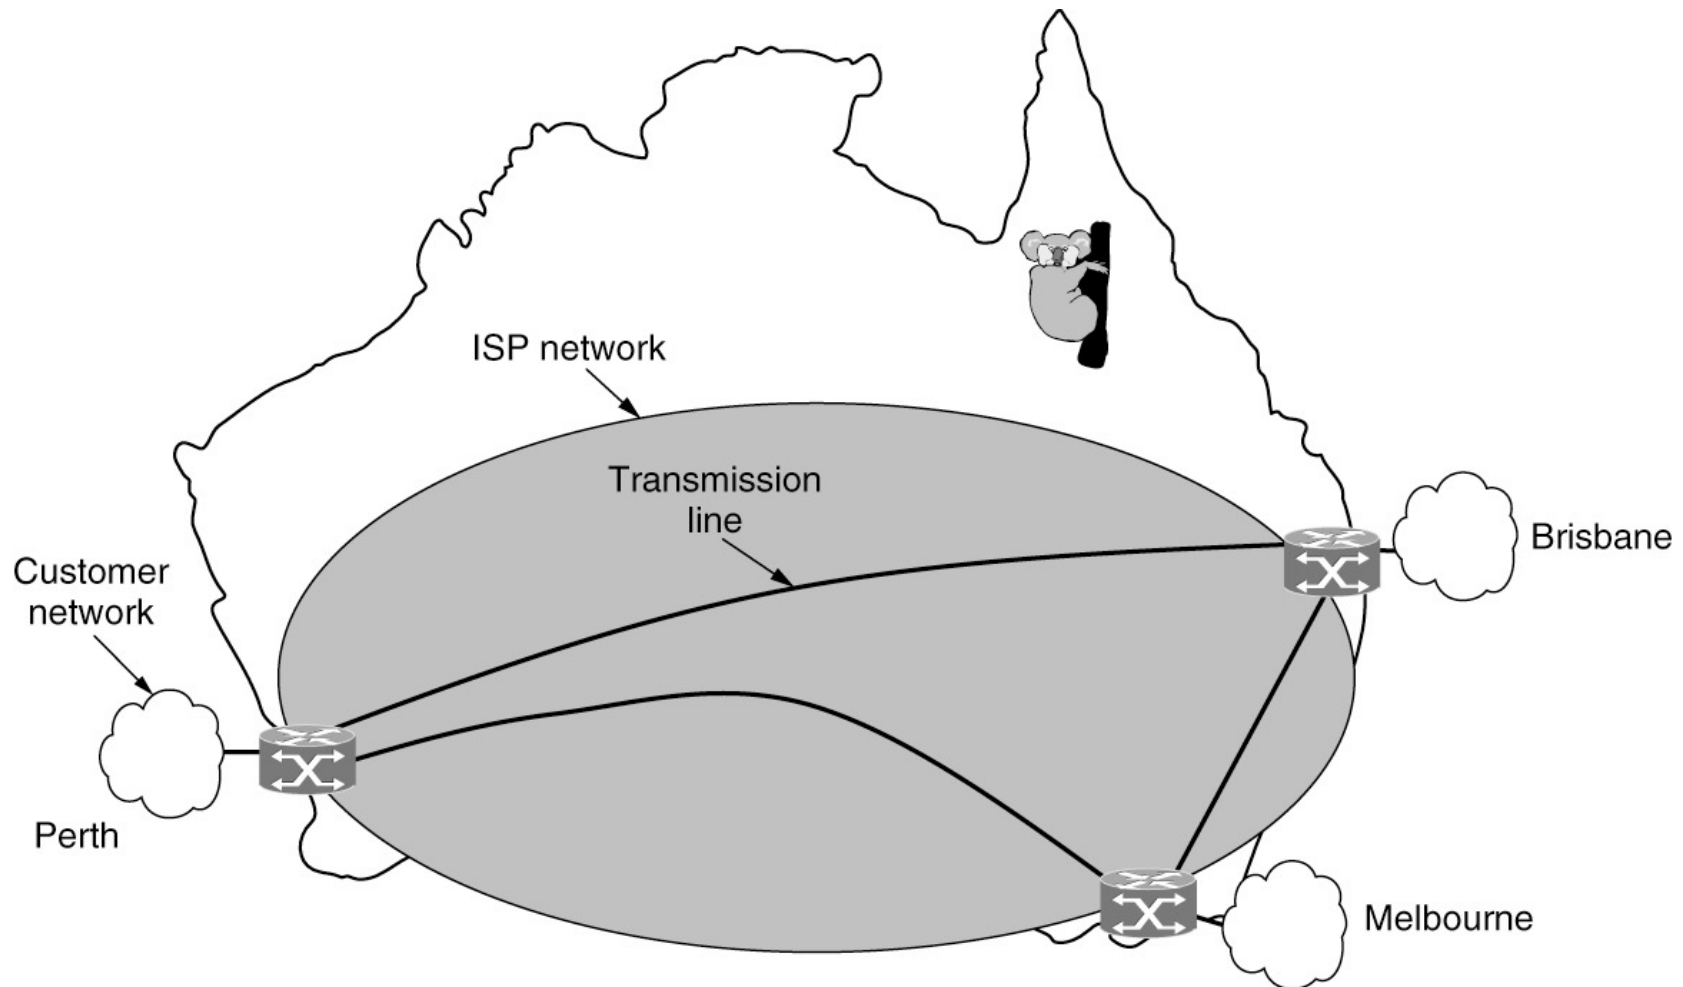 ISP network
Transmission
line
Brisbane
Customer
network
Perth
Melbourne